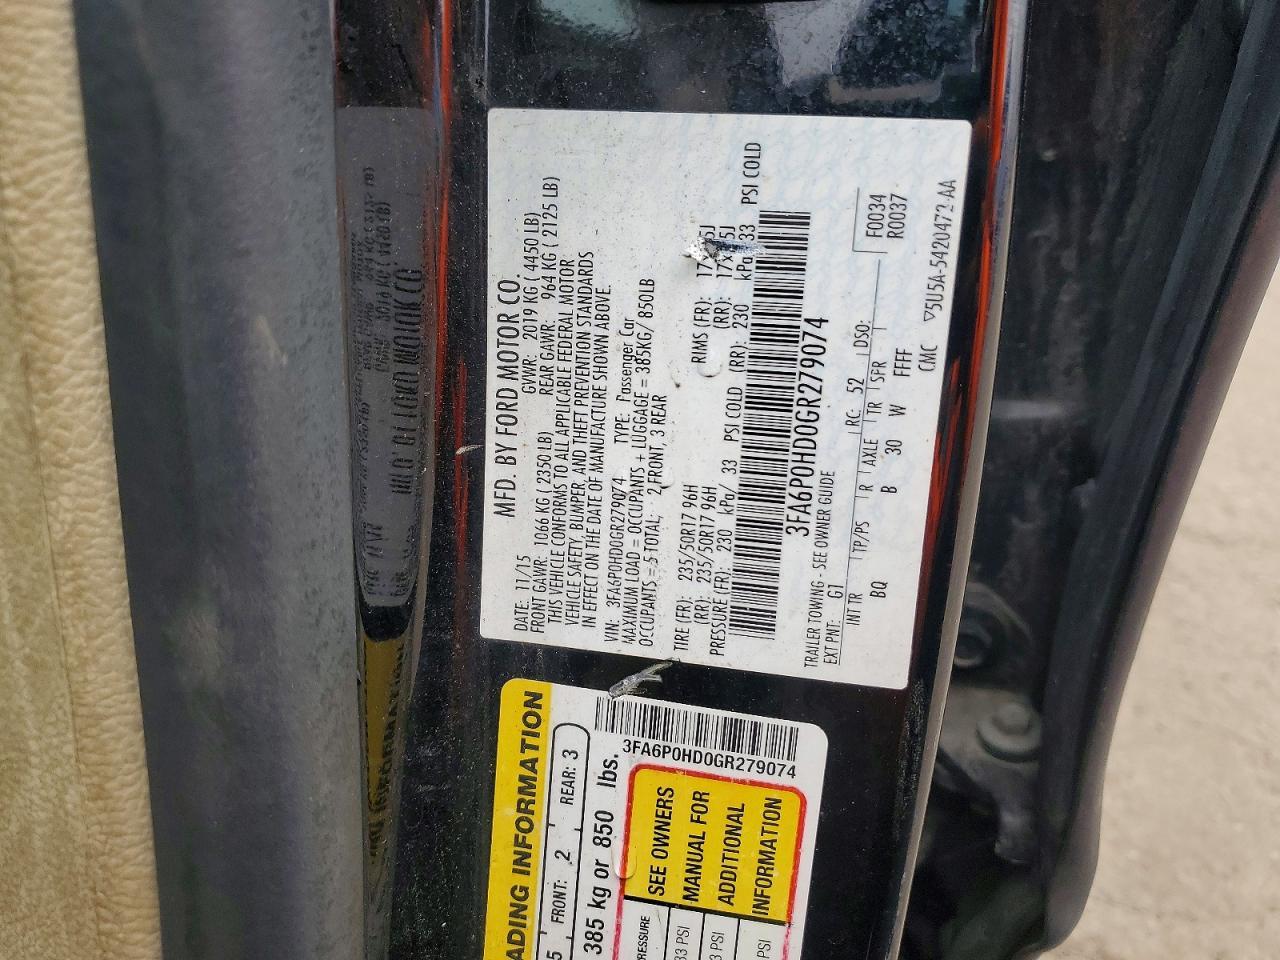 MFD. BY FORD MOTOR CO.
DATE: 11/15 GVWR: 2019 KG ( 4450 LB)
FRONT GAWR: 1066 KG ( 2350 LB) REAR GAWR: 964 KG ( 2125 LB)
THIS VEHICLE CONFORMS TO ALL APPLICABLE FEDERAL MOTOR
VEHICLE SAFETY, BUMPER, AND THEFT PREVENTION STANDARDS
IN EFFECT ON THE DATE OF MANUFACTURE SHOWN ABOVE.
VIN: 3FA6P0HD0GR279074 TYPE: Passenger Car
MAXIMUM LOAD = OCCUPANTS + LUGGAGE = 385KG/ 850LB
OCCUPANTS = 5 TOTAL, 2 FRONT, 3 REAR
TIRE (FR): 235/50R17 96H RIMS (FR):
(RR): 235/50R17 96H (RR):
PRESSURE (FR): 230 kPa/ 33 PSI COLD (RR): 230 kPa/ 33 PSI COLD
3FA6P0HD0GR279074
TRAILER TOWING - SEE OWNER GUIDE
EXT PNT: G1 RC: 52 DSO: F0034
R0037
INT TR TP/PS R AXLE TR SPR
BQ B 30 W FFFF
CMC ▽5U5A-5420472-AA
ADING INFORMATION
5 FRONT: 2 REAR: 3
385 kg or 850 lbs.
3FA6P0HD0GR279074
RESSURE
33 PSI
3 PSI
PSI
SEE OWNERS
MANUAL FOR
ADDITIONAL
INFORMATION